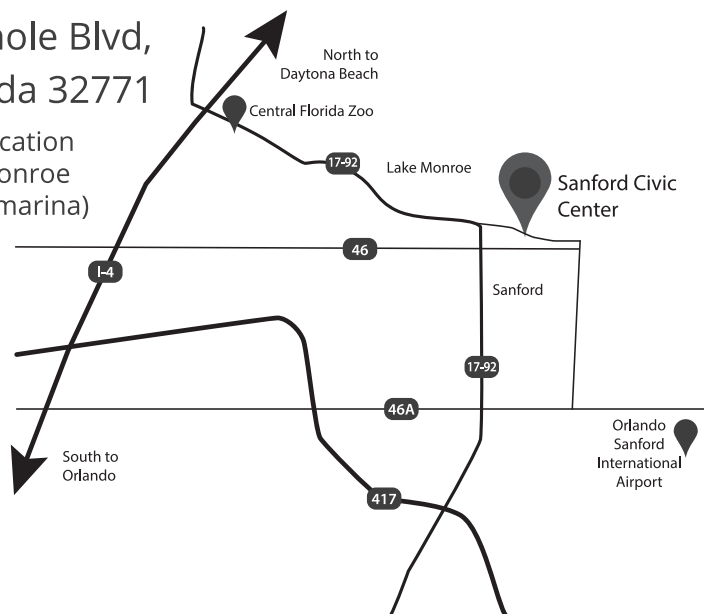 ole Blvd,
da 32771
cation
onroe
marina)
North to
Daytona Beach
Central Florida Zoo
17-92
Lake Monroe
Sanford Civic
Center
46
I-4
Sanford
17-92
46A
Orlando
Sanford
International
Airport
South to
Orlando
417